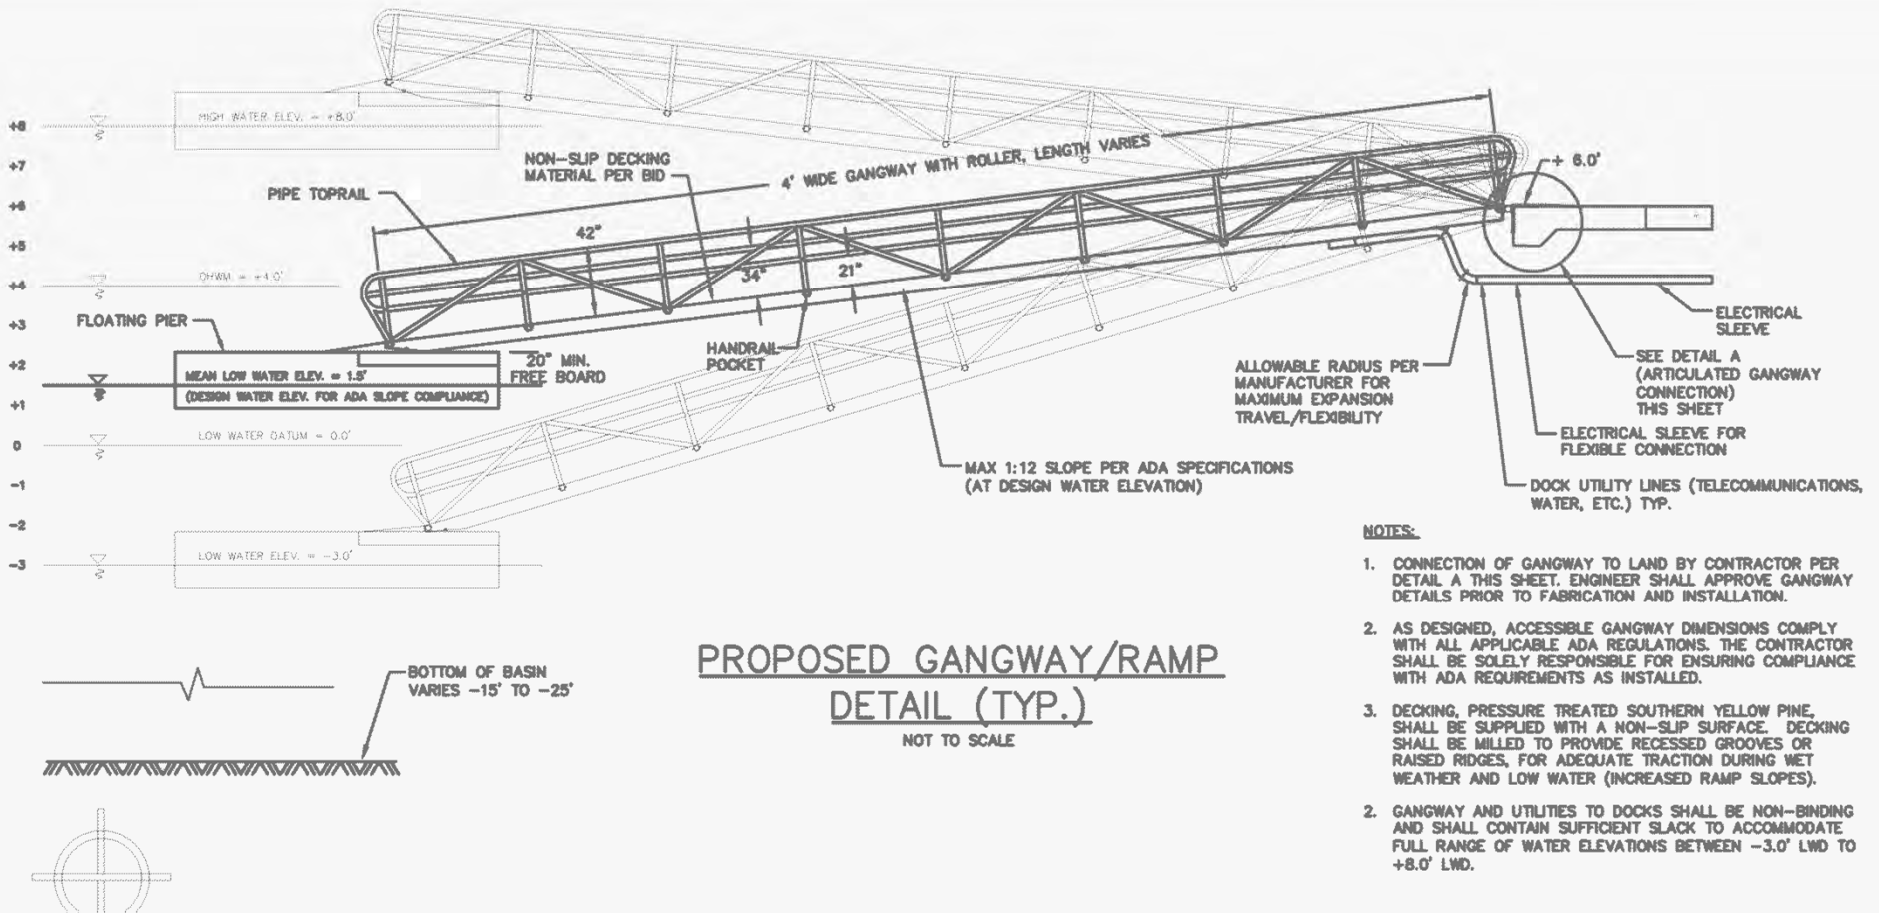 HIGH WATER ELEV. = +8.0'
+8
+7
+6
+5
+4
+3
+2
+1
0
-1
-2
-3
NON-SLIP DECKING
MATERIAL PER BID
4' WIDE GANGWAY WITH ROLLER, LENGTH VARIES
+ 6.0'
PIPE TOPRAIL
42"
34"
21"
OHWM = +4.0'
FLOATING PIER
20" MIN.
FREE BOARD
MEAN LOW WATER ELEV. = 1.5'
(DESIGN WATER ELEV. FOR ADA SLOPE COMPLIANCE)
HANDRAIL
POCKET
LOW WATER DATUM = 0.0'
LOW WATER ELEV. = -3.0'
MAX 1:12 SLOPE PER ADA SPECIFICATIONS
(AT DESIGN WATER ELEVATION)
ALLOWABLE RADIUS PER
MANUFACTURER FOR
MAXIMUM EXPANSION
TRAVEL/FLEXIBILITY
ELECTRICAL
SLEEVE
SEE DETAIL A
(ARTICULATED GANGWAY
CONNECTION)
THIS SHEET
ELECTRICAL SLEEVE FOR
FLEXIBLE CONNECTION
DOCK UTILITY LINES (TELECOMMUNICATIONS,
WATER, ETC.) TYP.
BOTTOM OF BASIN
VARIES -15' TO -25'
PROPOSED GANGWAY/RAMP
DETAIL (TYP.)
NOT TO SCALE
NOTES:
1. CONNECTION OF GANGWAY TO LAND BY CONTRACTOR PER
DETAIL A THIS SHEET. ENGINEER SHALL APPROVE GANGWAY
DETAILS PRIOR TO FABRICATION AND INSTALLATION.
2. AS DESIGNED, ACCESSIBLE GANGWAY DIMENSIONS COMPLY
WITH ALL APPLICABLE ADA REGULATIONS. THE CONTRACTOR
SHALL BE SOLELY RESPONSIBLE FOR ENSURING COMPLIANCE
WITH ADA REQUIREMENTS AS INSTALLED.
3. DECKING, PRESSURE TREATED SOUTHERN YELLOW PINE,
SHALL BE SUPPLIED WITH A NON-SLIP SURFACE. DECKING
SHALL BE MILLED TO PROVIDE RECESSED GROOVES OR
RAISED RIDGES, FOR ADEQUATE TRACTION DURING WET
WEATHER AND LOW WATER (INCREASED RAMP SLOPES).
2. GANGWAY AND UTILITIES TO DOCKS SHALL BE NON-BINDING
AND SHALL CONTAIN SUFFICIENT SLACK TO ACCOMMODATE
FULL RANGE OF WATER ELEVATIONS BETWEEN -3.0' LWD TO
+8.0' LWD.